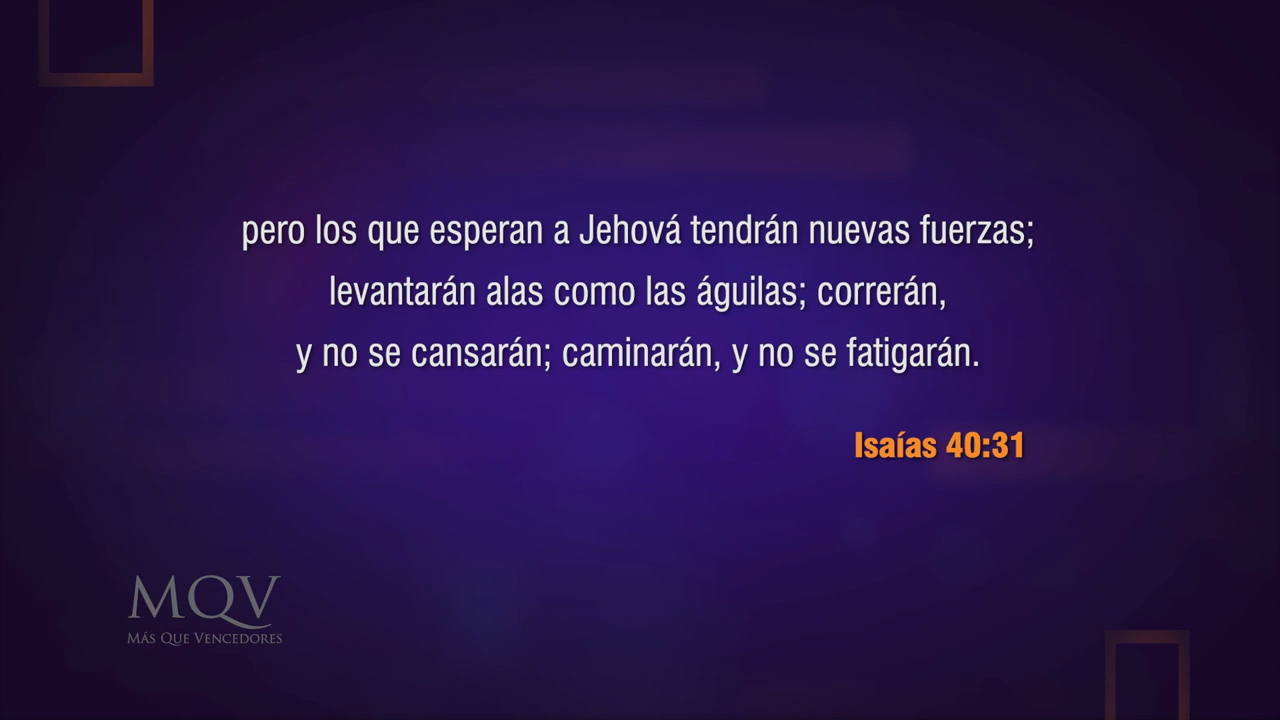 pero los que esperan a Jehová tendrán nuevas fuerzas;
levantarán alas como las águilas; correrán,
y no se cansarán; caminarán, y no se fatigarán.
Isaías 40:31
MQV
Más Que Vencedores